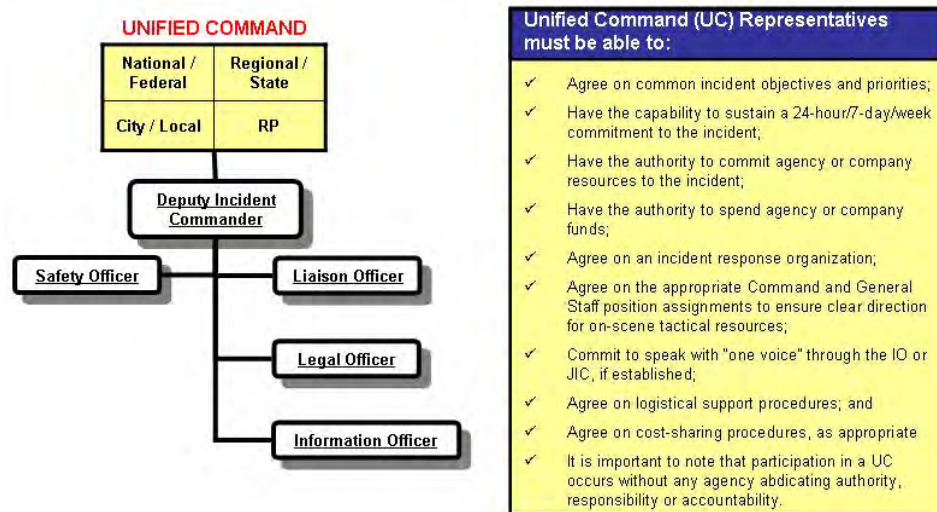 UNIFIED COMMAND
National /
Federal
Regional /
State
City / Local
RP
Deputy Incident
Commander
Safety Officer
Liaison Officer
Legal Officer
Information Officer
Unified Command (UC) Representatives
must be able to:
✓ Agree on common incident objectives and priorities;
✓ Have the capability to sustain a 24-hour/7-day/week
commitment to the incident;
✓ Have the authority to commit agency or company
resources to the incident;
✓ Have the authority to spend agency or company
funds;
✓ Agree on an incident response organization;
✓ Agree on the appropriate Command and General
Staff position assignments to ensure clear direction
for on-scene tactical resources;
✓ Commit to speak with "one voice" through the IO or
JIC, if established;
✓ Agree on logistical support procedures; and
✓ Agree on cost-sharing procedures, as appropriate
✓ It is important to note that participation in a UC
occurs without any agency abdicating authority,
responsibility or accountability.